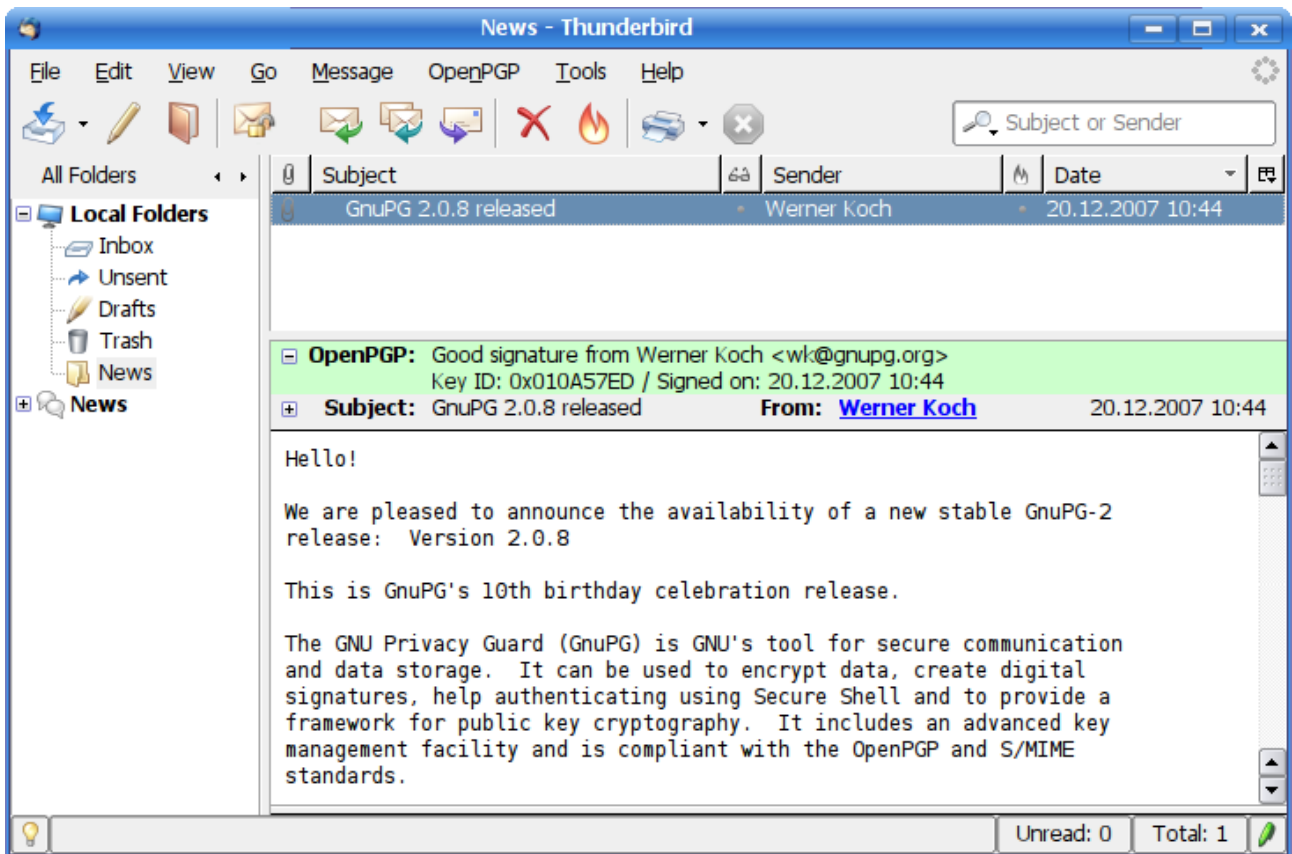 News - Thunderbird
File Edit View Go Message OpenPGP Tools Help
Subject or Sender
All Folders
Subject Sender Date
Local Folders
Inbox
Unsent
Drafts
Trash
News
News
GnuPG 2.0.8 released Werner Koch 20.12.2007 10:44
OpenPGP: Good signature from Werner Koch <wk@gnupg.org>
Key ID: 0x010A57ED / Signed on: 20.12.2007 10:44
Subject: GnuPG 2.0.8 released From: Werner Koch 20.12.2007 10:44
Hello!
We are pleased to announce the availability of a new stable GnuPG-2
release:  Version 2.0.8
This is GnuPG's 10th birthday celebration release.
The GNU Privacy Guard (GnuPG) is GNU's tool for secure communication
and data storage.  It can be used to encrypt data, create digital
signatures, help authenticating using Secure Shell and to provide a
framework for public key cryptography.  It includes an advanced key
management facility and is compliant with the OpenPGP and S/MIME
standards.
Unread: 0 Total: 1